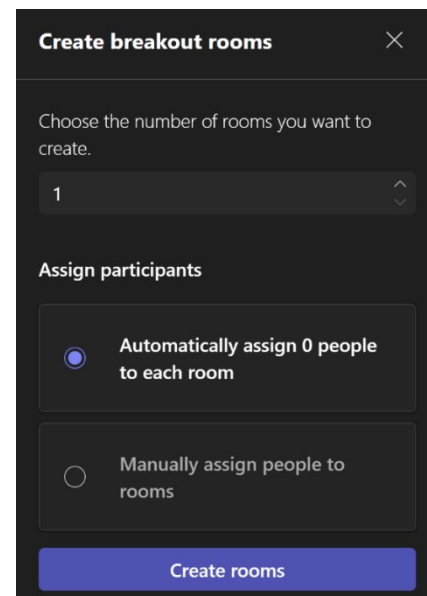 Create breakout rooms
Choose the number of rooms you want to
create.
1
Assign participants
Automatically assign 0 people
to each room
Manually assign people to
rooms
Create rooms